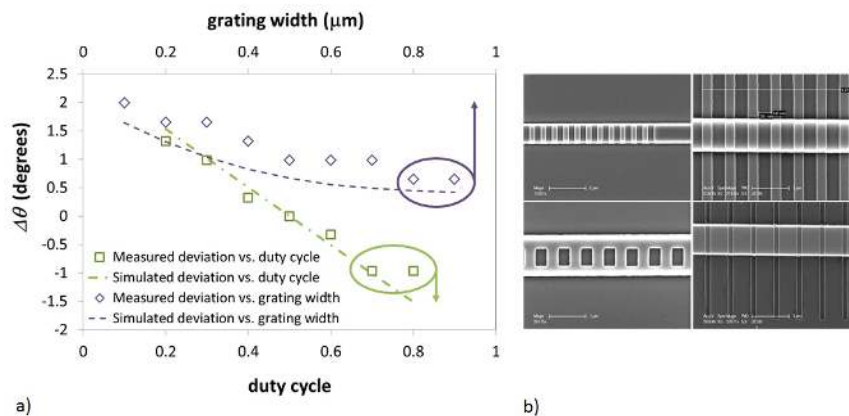 grating width (μm)
0 0.2 0.4 0.6 0.8 1
2.5
2
1.5
1
0.5
0
-0.5
-1
-1.5
-2
Δθ (degrees)
Measured deviation vs. duty cycle
Simulated deviation vs. duty cycle
Measured deviation vs. grating width
Simulated deviation vs. grating width
0 0.2 0.4 0.6 0.8 1
duty cycle
a)
b)